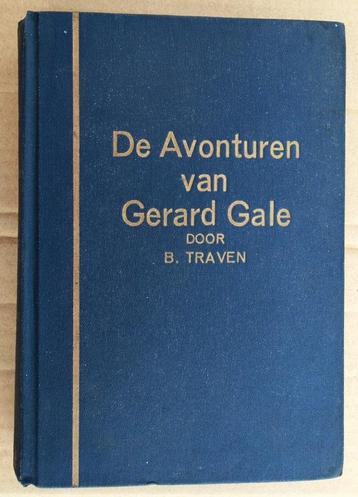 De Avonturen
van
Gerard Gale
DOOR
B. TRAVEN